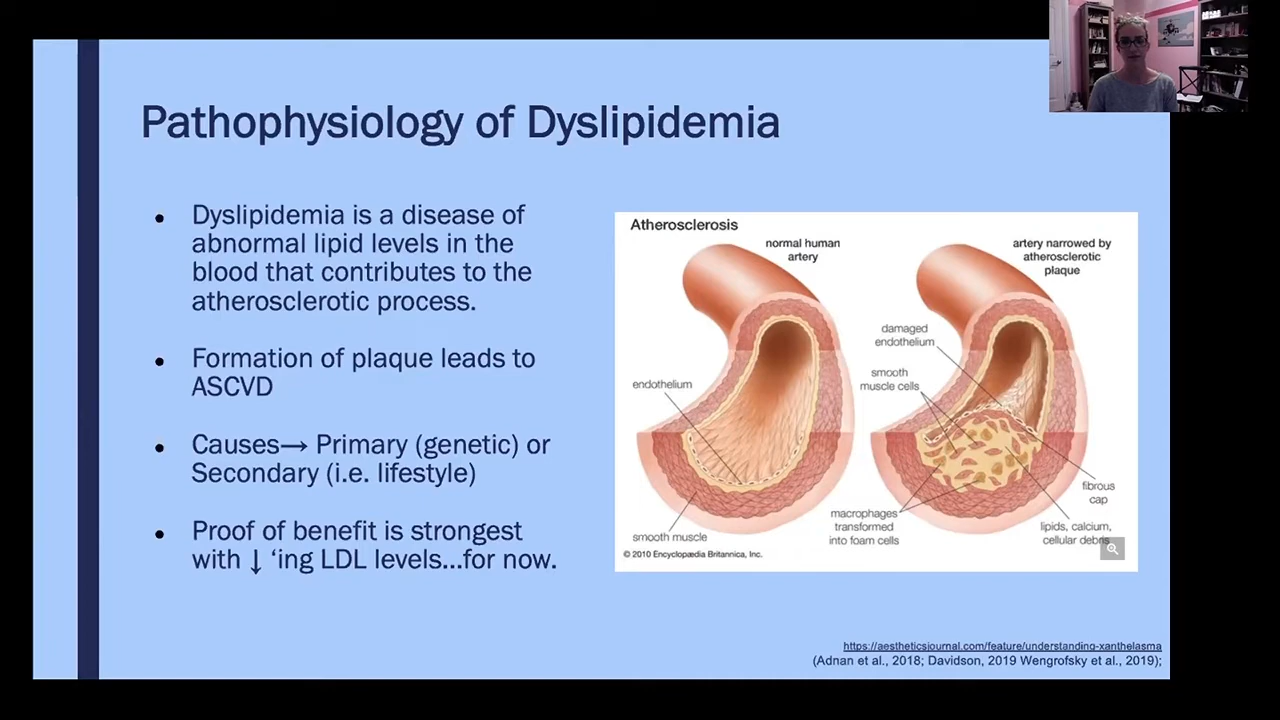 Pathophysiology of Dyslipidemia
• Dyslipidemia is a disease of
abnormal lipid levels in the
blood that contributes to the
atherosclerotic process.
• Formation of plaque leads to
ASCVD
• Causes→ Primary (genetic) or
Secondary (i.e. lifestyle)
• Proof of benefit is strongest
with ↓ ‘ing LDL levels...for now.
Atherosclerosis
normal human
artery
endothelium
smooth muscle
© 2010 Encyclopædia Britannica, Inc.
artery narrowed by
atherosclerotic
plaque
damaged
endothelium
smooth
muscle cells
macrophages
transformed
into foam cells
fibrous
cap
lipids, calcium,
cellular debris
https://aestheticsjournal.com/feature/understanding-xanthelasma
(Adnan et al., 2018; Davidson, 2019 Wengrofsky et al., 2019);